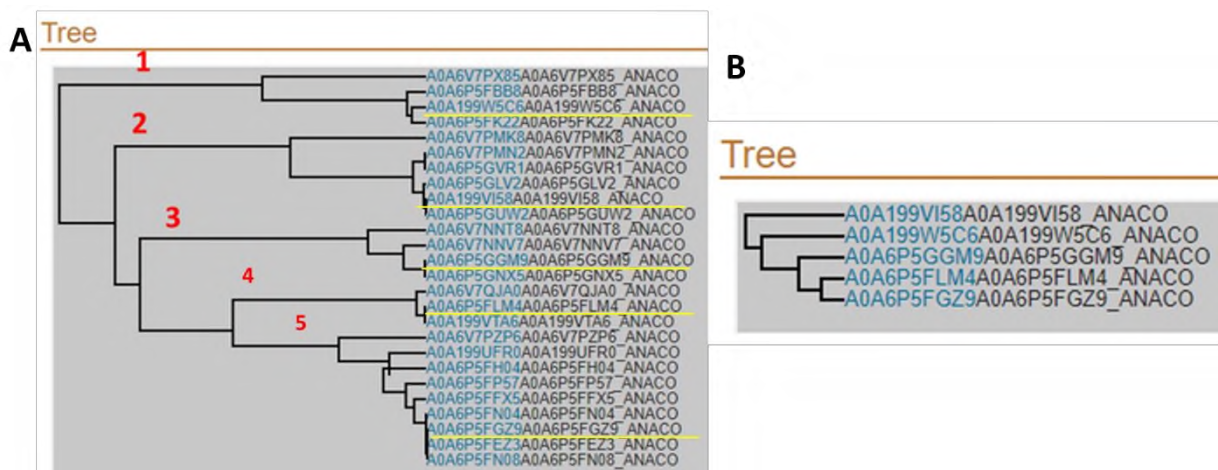 A
Tree
1
A0A6V7PX85A0A6V7PX85_ANACO
A0A6P5FBB8A0A6P5FBB8_ANACO
A0A199W5C6A0A199W5C6_ANACO
A0A6P5FK22A0A6P5FK22_ANACO
2
A0A6V7PMK8A0A6V7PMK8_ANACO
A0A6V7PMN2A0A6V7PMN2_ANACO
A0A6P5GVR1A0A6P5GVR1_ANACO
A0A6P5GLV2A0A6P5GLV2_ANACO
A0A199VI58A0A199VI58_ANACO
A0A6P5GUW2A0A6P5GUW2_ANACO
3
A0A6V7NNT8A0A6V7NNT8_ANACO
A0A6V7NNV7A0A6V7NNV7_ANACO
A0A6P5GGM9A0A6P5GGM9_ANACO
A0A6P5GNX5A0A6P5GNX5_ANACO
4
A0A6V7QJA0A0A6V7QJA0_ANACO
A0A6P5FLM4A0A6P5FLM4_ANACO
A0A199VTA6A0A199VTA6_ANACO
5
A0A6V7PZP6A0A6V7PZP6_ANACO
A0A199UFR0A0A199UFR0_ANACO
A0A6P5FH04A0A6P5FH04_ANACO
A0A6P5FP57A0A6P5FP57_ANACO
A0A6P5FFX5A0A6P5FFX5_ANACO
A0A6P5FN04A0A6P5FN04_ANACO
A0A6P5FGZ9A0A6P5FGZ9_ANACO
A0A6P5FEZ3A0A6P5FEZ3_ANACO
A0A6P5FN08A0A6P5FN08_ANACO
B
Tree
A0A199VI58A0A199VI58_ANACO
A0A199W5C6A0A199W5C6_ANACO
A0A6P5GGM9A0A6P5GGM9_ANACO
A0A6P5FLM4A0A6P5FLM4_ANACO
A0A6P5FGZ9A0A6P5FGZ9_ANACO